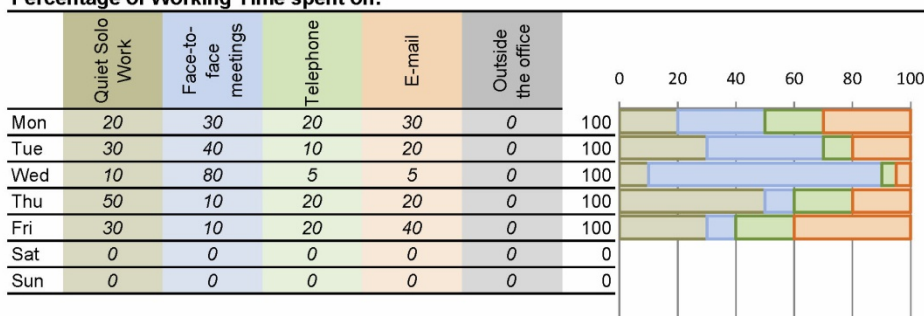 Percentage of Working Time spent on:
Quiet Solo
Work
Face-to-
face
meetings
Telephone
E-mail
Outside
the office
0 20 40 60 80 100
Mon 20 30 20 30 0 100
Tue 30 40 10 20 0 100
Wed 10 80 5 5 0 100
Thu 50 10 20 20 0 100
Fri 30 10 20 40 0 100
Sat 0 0 0 0 0 0
Sun 0 0 0 0 0 0